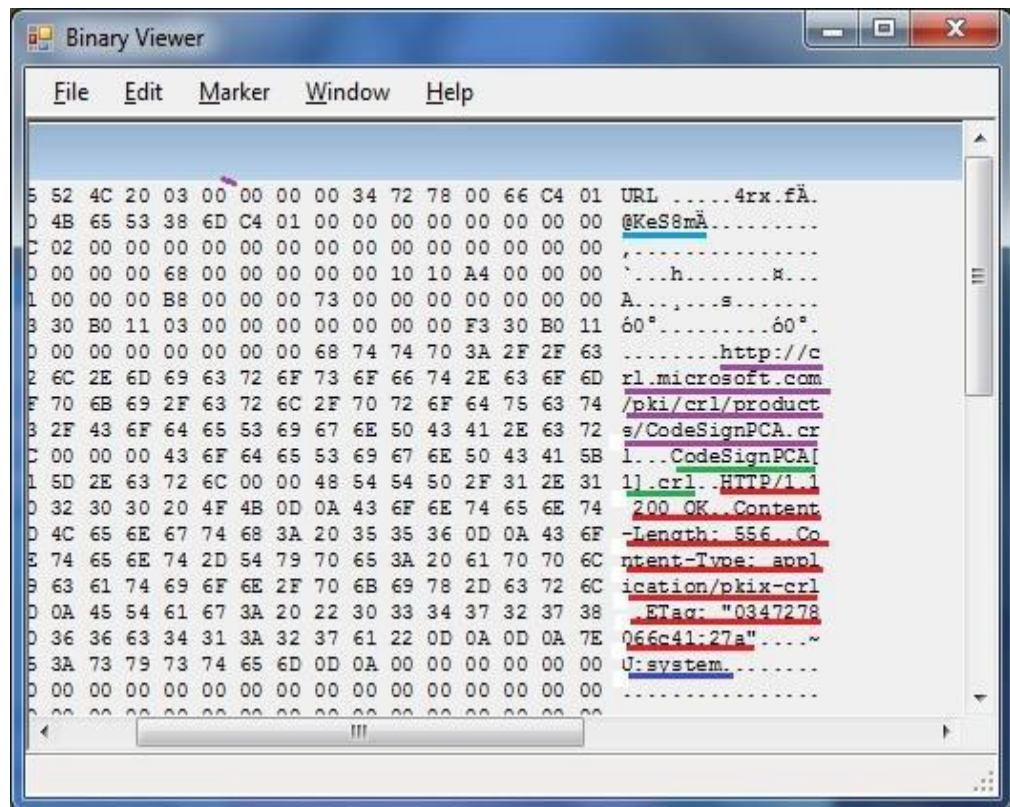 Binary Viewer
File Edit Marker Window Help
52 4C 20 03 00 00 00 00 34 72 78 00 66 C4 01 URL .....4rx.fÄ.
4B 65 53 38 6D C4 01 00 00 00 00 00 00 00 00 @KeS8mÄ.........
02 00 00 00 00 00 00 00 00 00 00 00 00 00 00 ,...............
00 00 00 68 00 00 00 00 00 10 10 A4 00 00 00 `...h.......¤...
00 00 00 B8 00 00 00 73 00 00 00 00 00 00 00 A...¸...s.......
30 B0 11 03 00 00 00 00 00 00 00 F3 30 B0 11 ó0°.........ó0°.
00 00 00 00 00 00 00 68 74 74 70 3A 2F 2F 63 ........http://c
6C 2E 6D 69 63 72 6F 73 6F 66 74 2E 63 6F 6D rl.microsoft.com
70 6B 69 2F 63 72 6C 2F 70 72 6F 64 75 63 74 /pki/crl/product
2F 43 6F 64 65 53 69 67 6E 50 43 41 2E 63 72 s/CodeSignPCA.cr
00 00 00 43 6F 64 65 53 69 67 6E 50 43 41 5B l...CodeSignPCA[
5D 2E 63 72 6C 00 00 48 54 54 50 2F 31 2E 31 1].crl..HTTP/1.1
32 30 30 20 4F 4B 0D 0A 43 6F 6E 74 65 6E 74 200 OK..Content
4C 65 6E 67 74 68 3A 20 35 35 36 0D 0A 43 6F -Length: 556..Co
74 65 6E 74 2D 54 79 70 65 3A 20 61 70 70 6C ntent-Type: appl
63 61 74 69 6F 6E 2F 70 6B 69 78 2D 63 72 6C ication/pkix-crl
0A 45 54 61 67 3A 20 22 30 33 34 37 32 37 38 ..ETag: "0347278
36 36 63 34 31 3A 32 37 61 22 0D 0A 0D 0A 7E 066c41:27a"....~
3A 73 79 73 74 65 6D 0D 0A 00 00 00 00 00 00 U:system........
00 00 00 00 00 00 00 00 00 00 00 00 00 00 00 ................